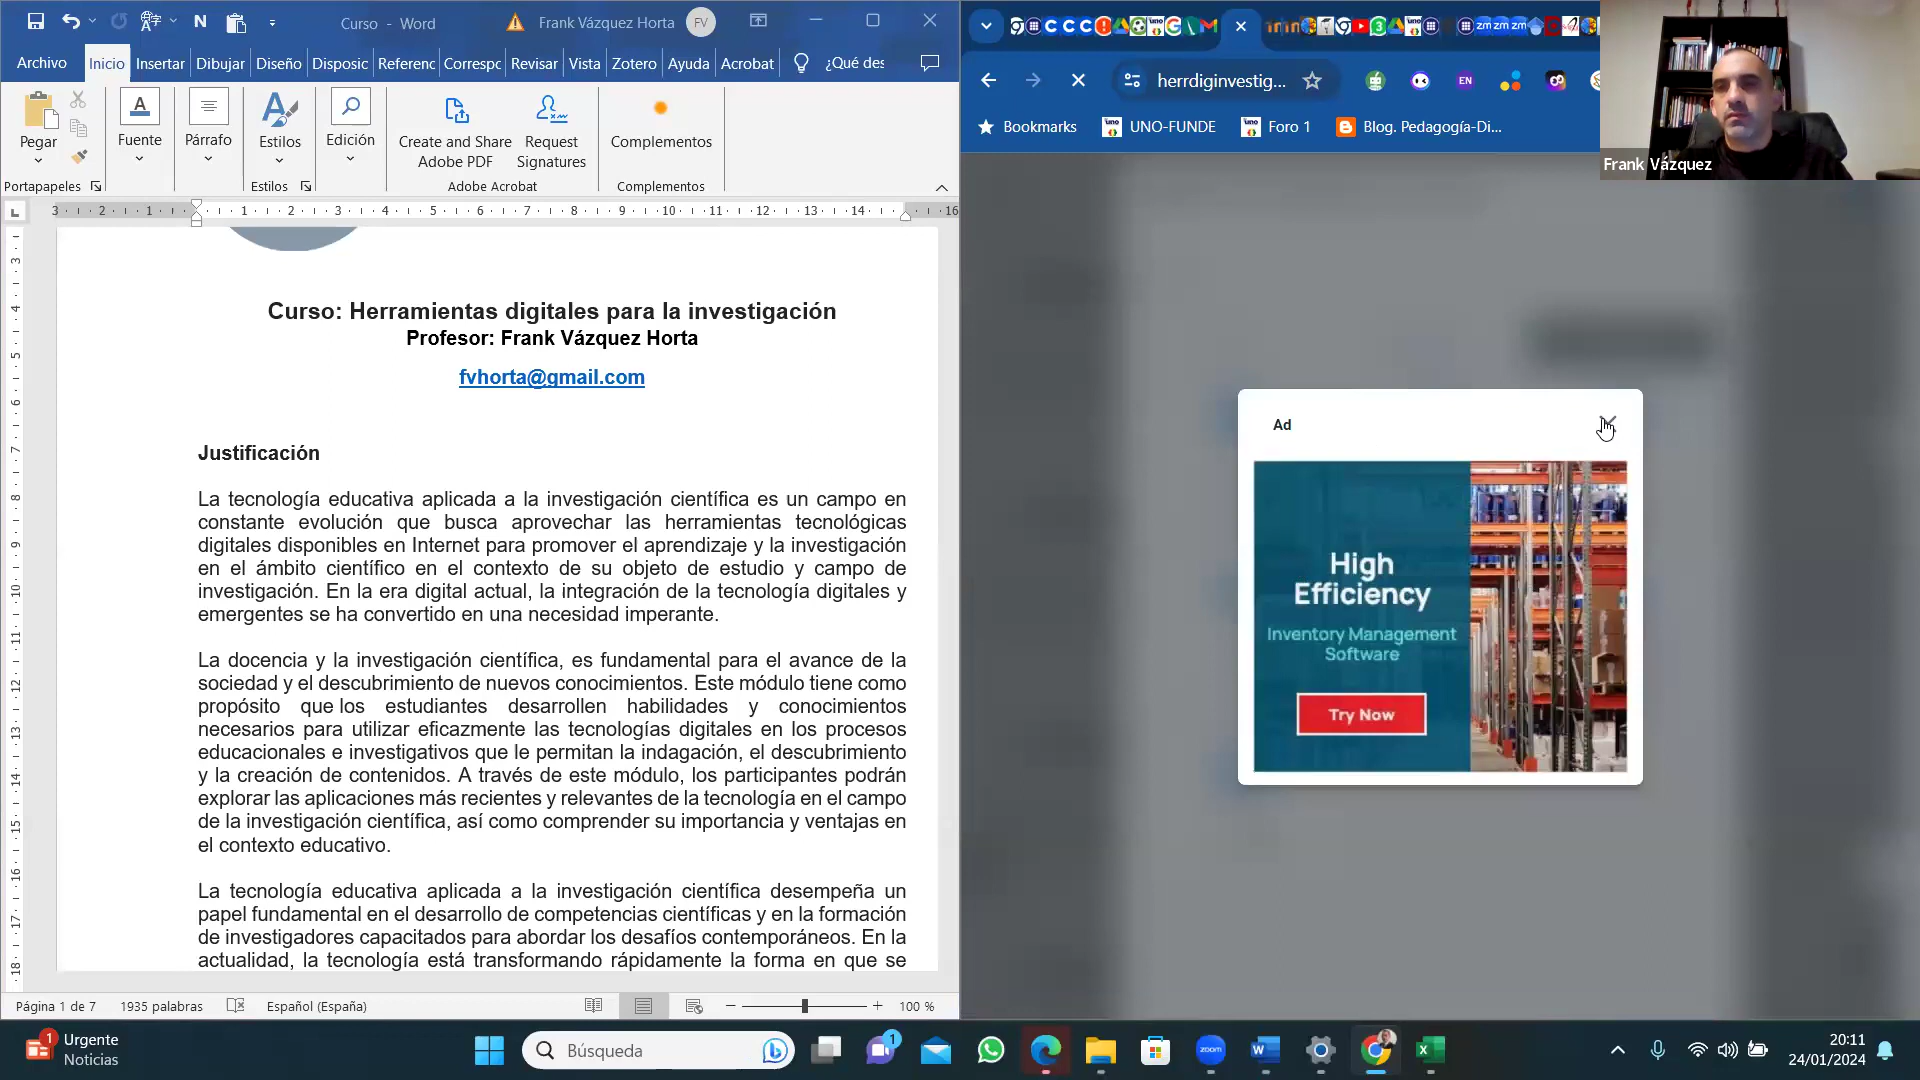 Curso - Word
Frank Vázquez Horta
FV
Archivo
Inicio
Insertar
Dibujar
Diseño
Disposic
Referenc
Correspc
Revisar
Vista
Zotero
Ayuda
Acrobat
¿Qué des
Pegar
Fuente
Párrafo
Estilos
Edición
Create and Share
Adobe PDF
Request
Signatures
Complementos
Portapapeles
Estilos
Adobe Acrobat
Complementos
Curso: Herramientas digitales para la investigación
Profesor: Frank Vázquez Horta
fvhorta@gmail.com
Justificación
La tecnología educativa aplicada a la investigación científica es un campo en
constante evolución que busca aprovechar las herramientas tecnológicas
digitales disponibles en Internet para promover el aprendizaje y la investigación
en el ámbito científico en el contexto de su objeto de estudio y campo de
investigación. En la era digital actual, la integración de la tecnología digitales y
emergentes se ha convertido en una necesidad imperante.
La docencia y la investigación científica, es fundamental para el avance de la
sociedad y el descubrimiento de nuevos conocimientos. Este módulo tiene como
propósito que los estudiantes desarrollen habilidades y conocimientos
necesarios para utilizar eficazmente las tecnologías digitales en los procesos
educacionales e investigativos que le permitan la indagación, el descubrimiento
y la creación de contenidos. A través de este módulo, los participantes podrán
explorar las aplicaciones más recientes y relevantes de la tecnología en el campo
de la investigación científica, así como comprender su importancia y ventajas en
el contexto educativo.
La tecnología educativa aplicada a la investigación científica desempeña un
papel fundamental en el desarrollo de competencias científicas y en la formación
de investigadores capacitados para abordar los desafíos contemporáneos. En la
actualidad, la tecnología está transformando rápidamente la forma en que se
Página 1 de 7
1935 palabras
Español (España)
100 %
herrdiginvestig...
EN
Bookmarks
UNO-FUNDE
Foro 1
Blog. Pedagogía-Di...
Frank Vázquez
Ad
High
Efficiency
Inventory Management
Software
Try Now
1
Urgente
Noticias
Búsqueda
1
zoom
20:11
24/01/2024